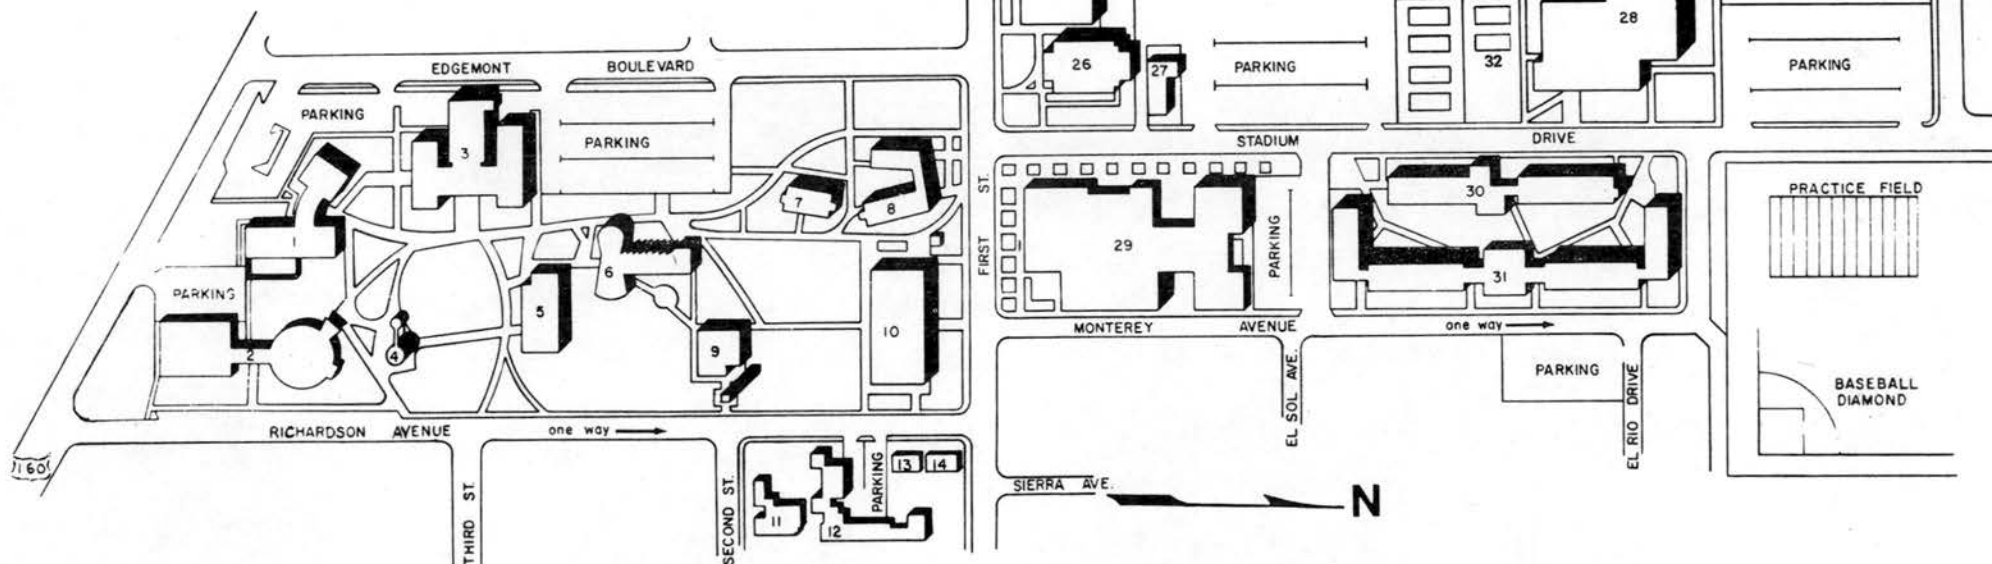 28
EDGEMONT BOULEVARD
26
27
PARKING
32
PARKING
PARKING
PARKING
STADIUM DRIVE
3
1
7
8
FIRST ST.
29
PARKING
30
31
PRACTICE FIELD
6
PARKING
5
10
2
4
9
MONTEREY AVENUE
one way
PARKING
EL SOL AVE.
EL RIO DRIVE
BASEBALL
DIAMOND
RICHARDSON AVENUE
one way
160
THIRD ST.
SECOND ST.
PARKING
13
14
11
12
SIERRA AVE.
N